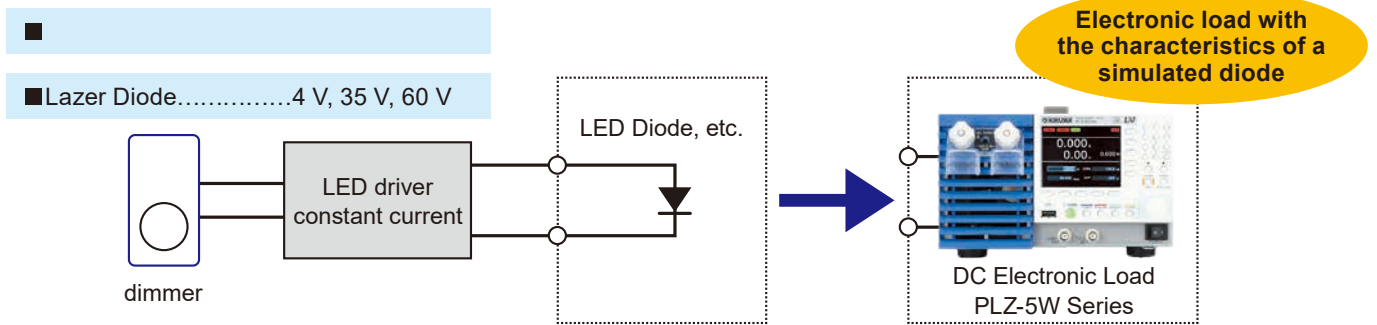 Electronic load with
the characteristics of a
simulated diode
■
■Lazer Diode……………4 V, 35 V, 60 V
LED Diode, etc.
LED driver
constant current
dimmer
KIKUSUI
0.000
0.00
DC Electronic Load
PLZ-5W Series